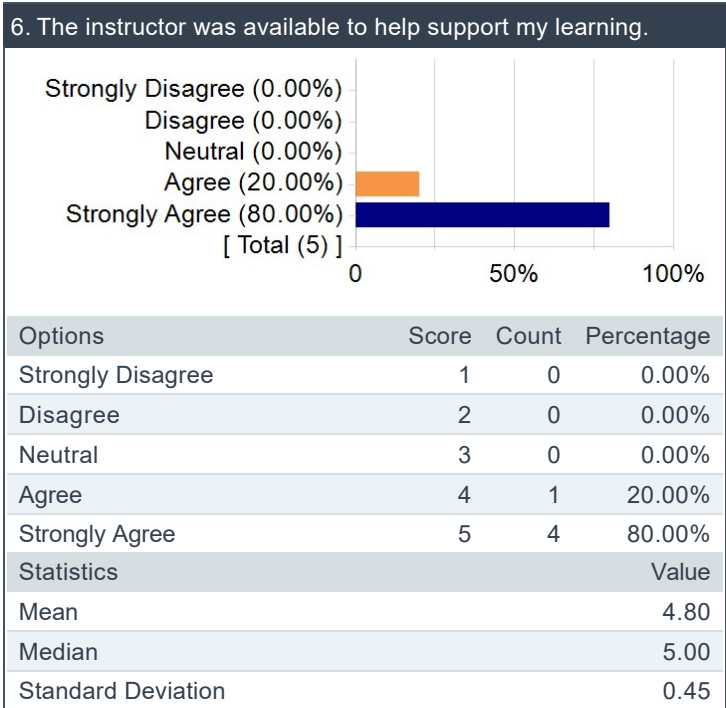 6. The instructor was available to help support my learning.
Strongly Disagree (0.00%)
Disagree (0.00%)
Neutral (0.00%)
Agree (20.00%)
Strongly Agree (80.00%)
[ Total (5) ]
0 50% 100%
Options Score Count Percentage
Strongly Disagree 1 0 0.00%
Disagree 2 0 0.00%
Neutral 3 0 0.00%
Agree 4 1 20.00%
Strongly Agree 5 4 80.00%
Statistics Value
Mean 4.80
Median 5.00
Standard Deviation 0.45